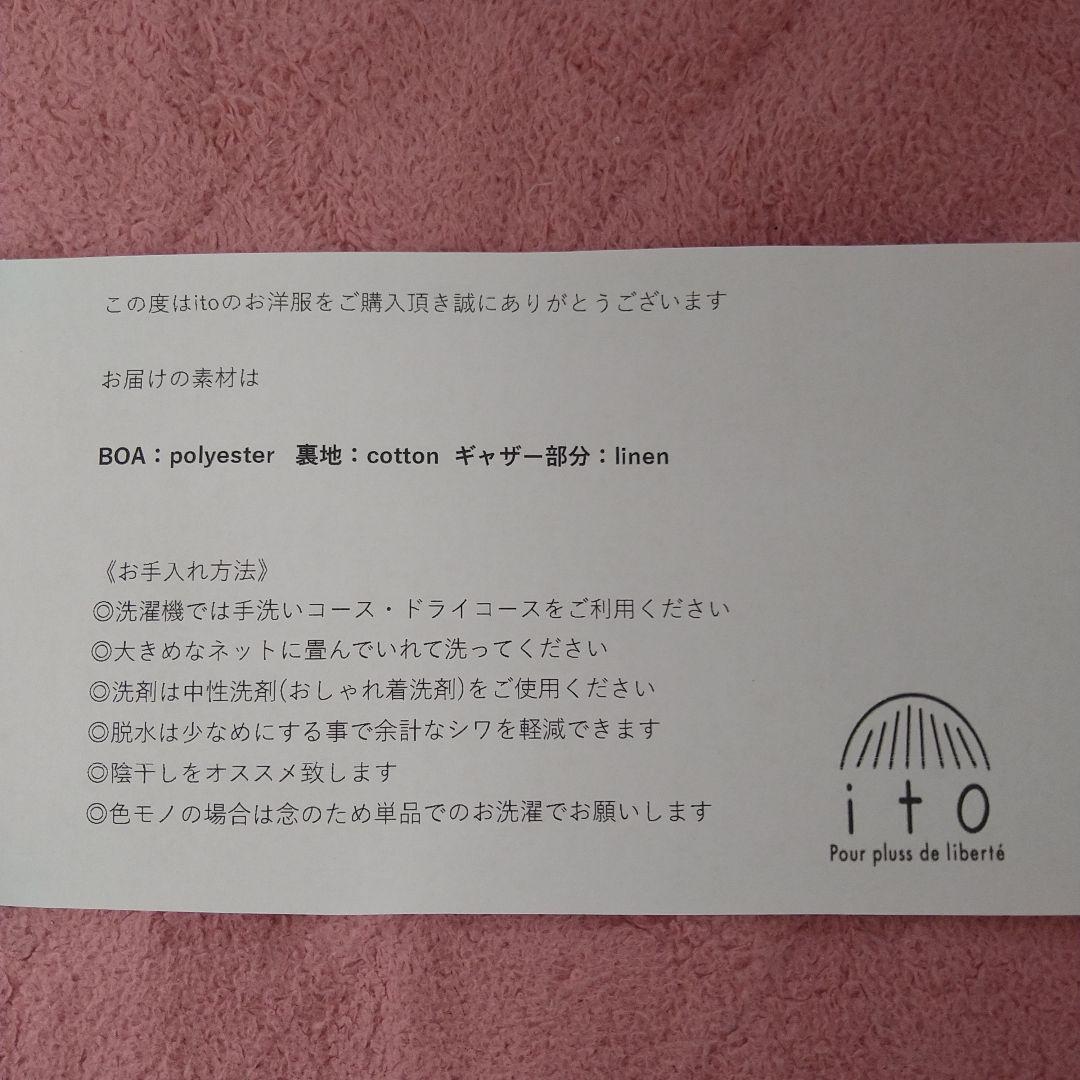 この度はitoのお洋服をご購入頂き誠にありがとうございます
お届けの素材は
BOA：polyester 裏地：cotton ギャザー部分：linen
《お手入れ方法》
◎洗濯機では手洗いコース・ドライコースをご利用ください
◎大きめなネットに畳んでいれて洗ってください
◎洗剤は中性洗剤(おしゃれ着洗剤)をご使用ください
◎脱水は少なめにする事で余計なシワを軽減できます
◎陰干しをオススメ致します
◎色モノの場合は念のため単品でのお洗濯でお願いします
ito
Pour pluss de liberté